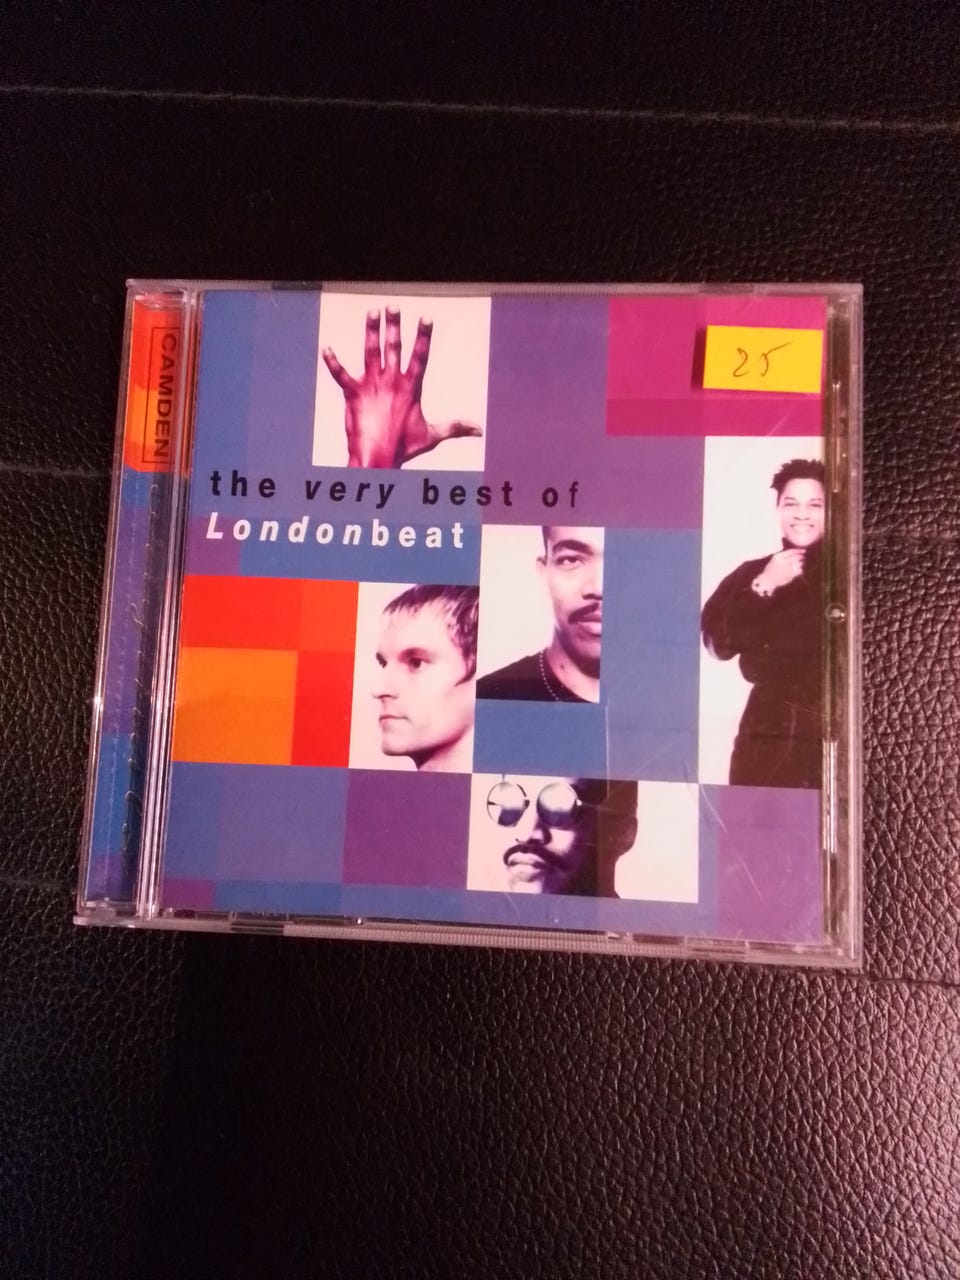 CAMDEN
25
the very best of
Londonbeat